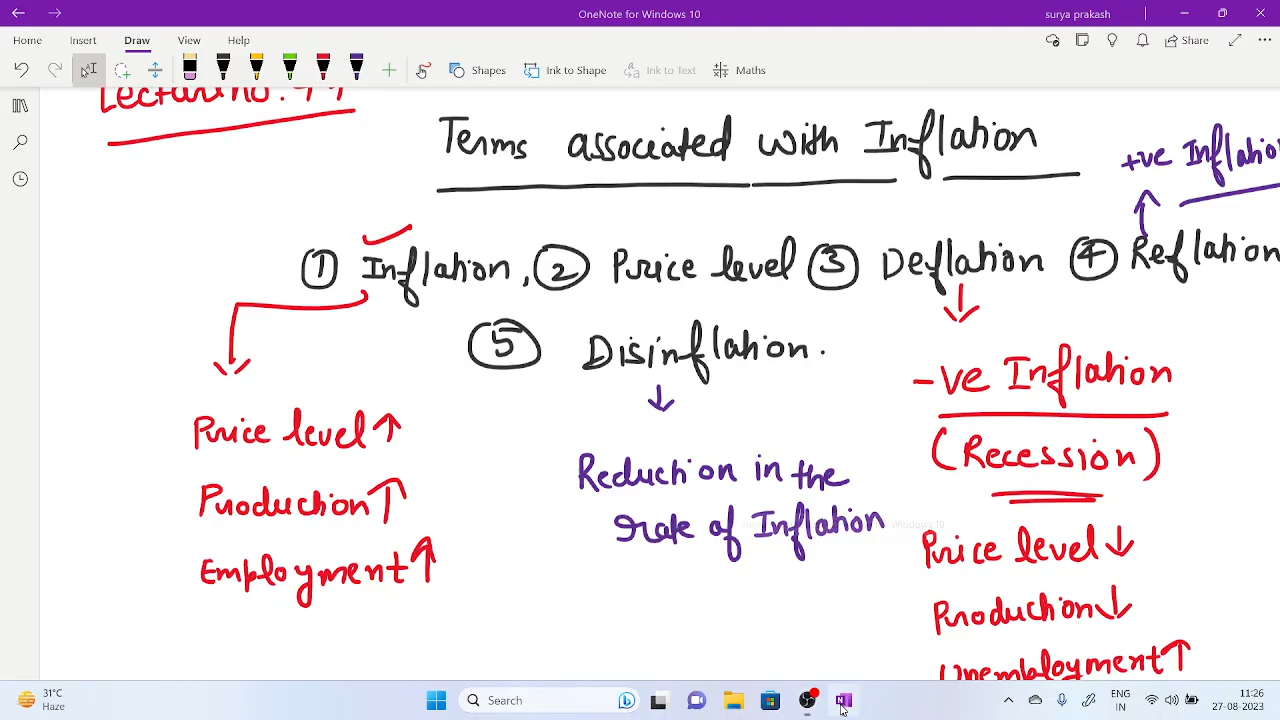 OneNote for Windows 10
surya prakash
Home Insert Draw View Help Share
Shapes Ink to Shape Ink to Text Maths
Terms associated with Inflation
+ve Inflation
① Inflation, ② Price level ③ Deflation ④ Reflation
⑤ Disinflation.
-ve Inflation
(Recession)
Price level ↑
Production ↑
Employment ↑
Reduction in the
rate of Inflation
Price level ↓
Production ↓
Unemployment ↑
31°C
Haze
Search
ENG
IN
11:26
27-08-2023